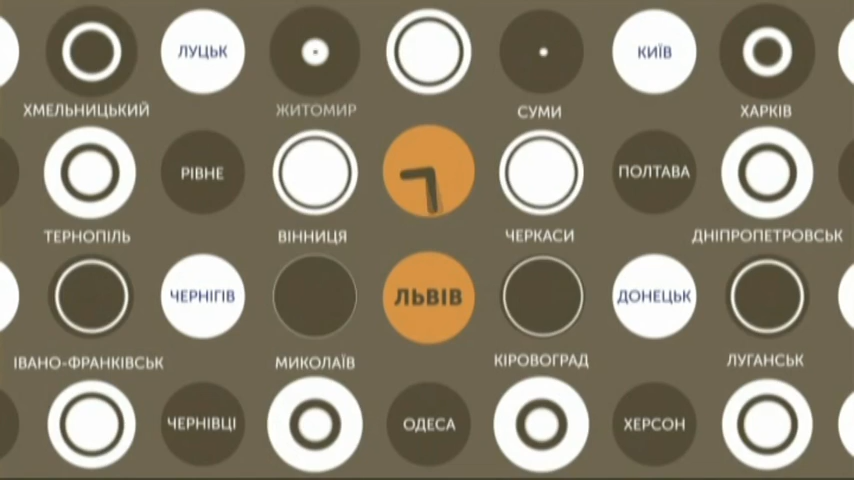 ЛУЦЬК
КИЇВ
ХМЕЛЬНИЦЬКИЙ
ЖИТОМИР
СУМИ
ХАРКІВ
РІВНЕ
ПОЛТАВА
ТЕРНОПІЛЬ
ВІННИЦЯ
ЧЕРКАСИ
ДНІПРОПЕТРОВСЬК
ЧЕРНІГІВ
ЛЬВІВ
ДОНЕЦЬК
ІВАНО-ФРАНКІВСЬК
МИКОЛАЇВ
КІРОВОГРАД
ЛУГАНСЬК
ЧЕРНІВЦІ
ОДЕСА
ХЕРСОН